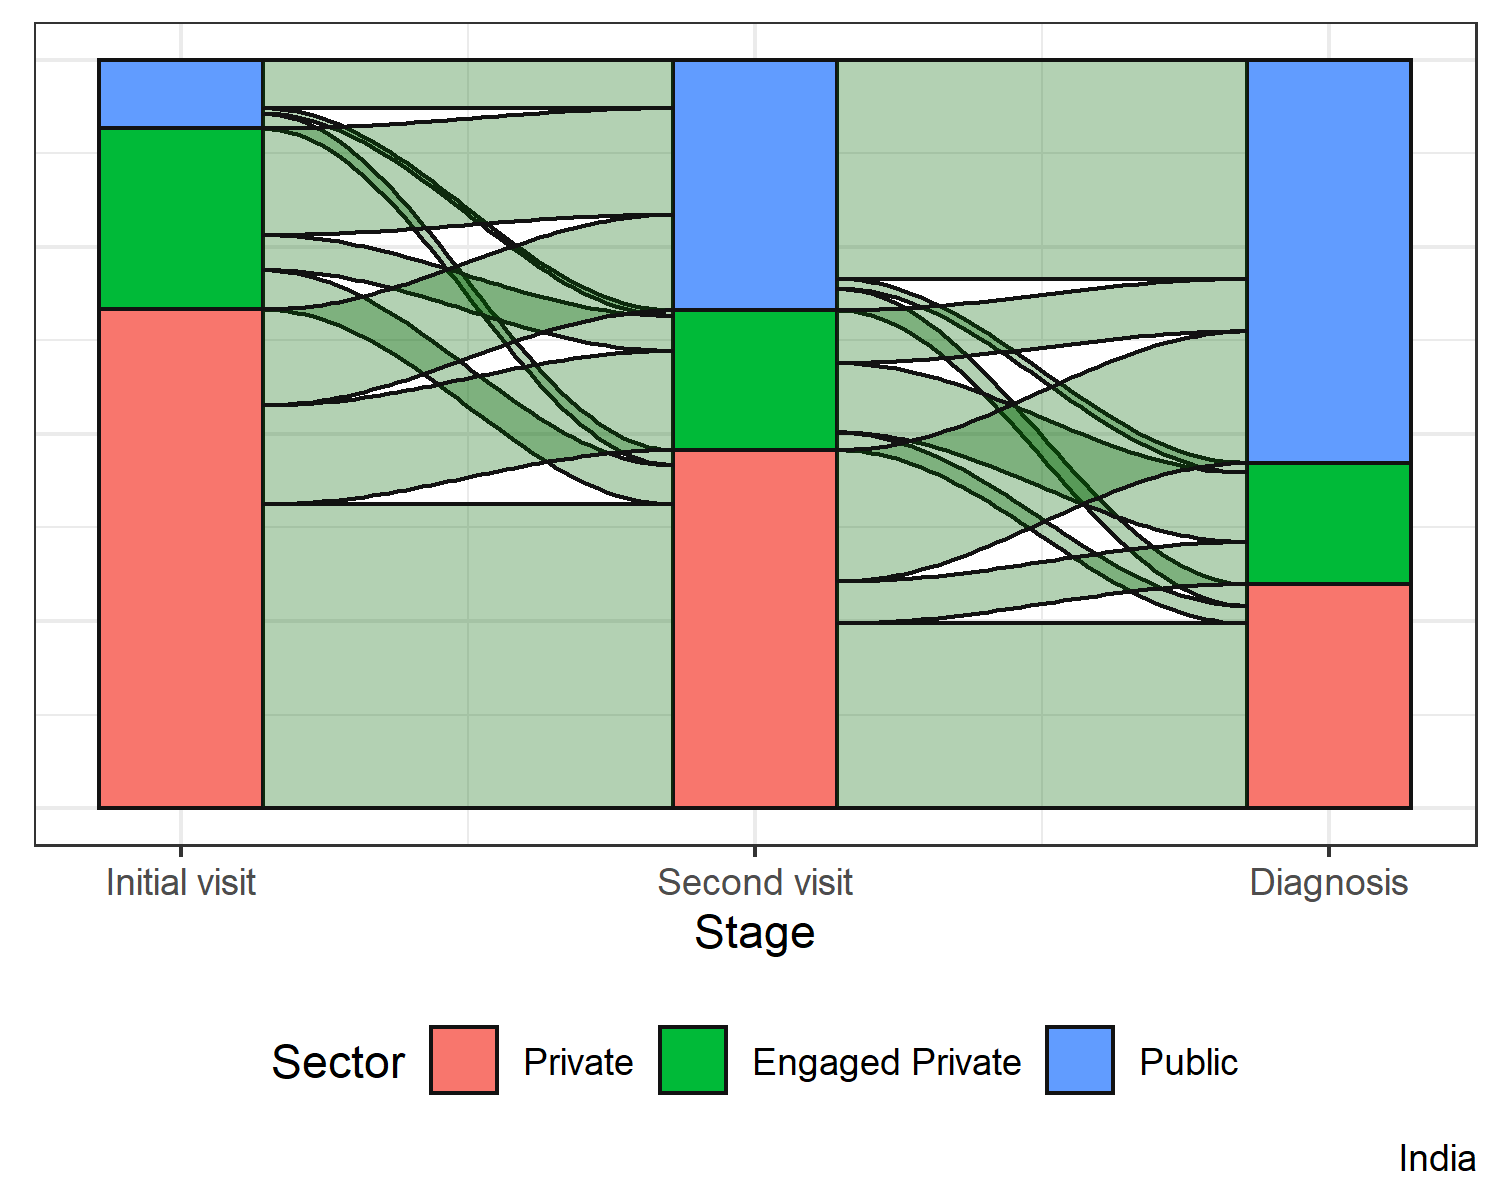 Initial visit Second visit Diagnosis
Stage
Sector Private Engaged Private Public
India